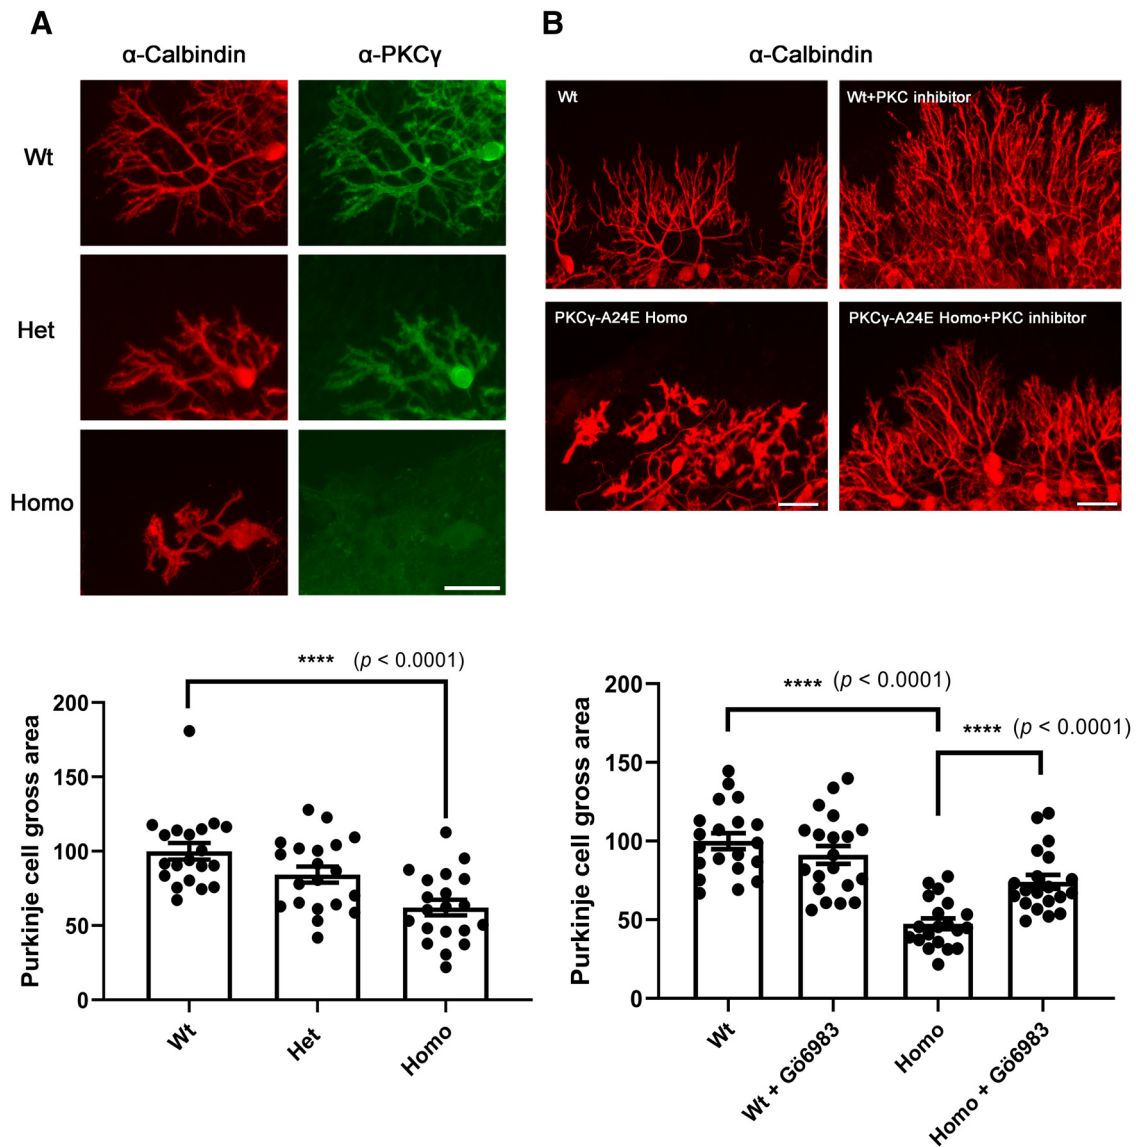 A
α-Calbindin
α-PKCγ
Wt
Het
Homo
B
α-Calbindin
Wt
Wt+PKC inhibitor
PKCγ-A24E Homo
PKCγ-A24E Homo+PKC inhibitor
**** (p < 0.0001)
Purkinje cell gross area
200
150
100
50
0
Wt
Het
Homo
**** (p < 0.0001)
**** (p < 0.0001)
Purkinje cell gross area
200
150
100
50
0
Wt
Wt + Gö6983
Homo
Homo + Gö6983